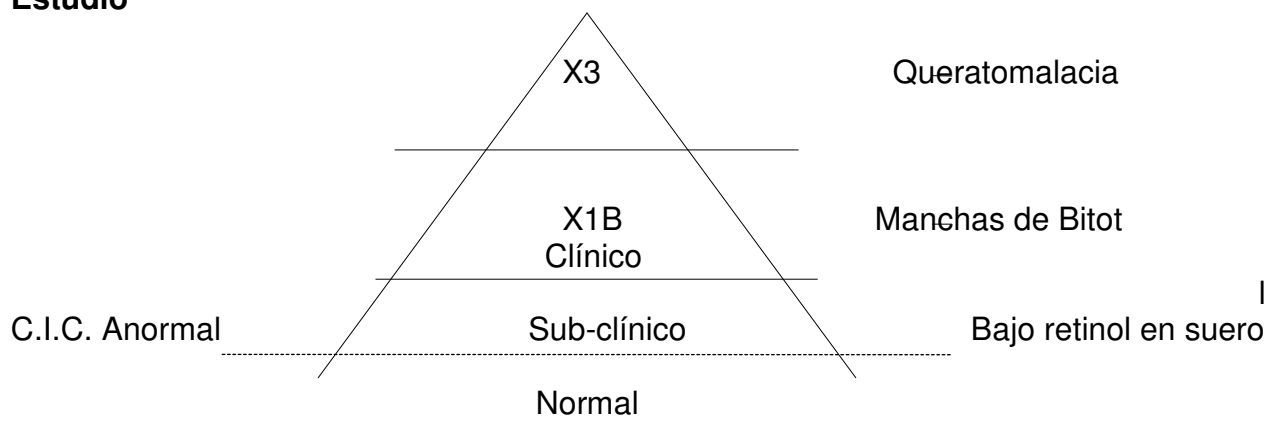 Estudio
X3 Queratomalacia
X1B Manchas de Bitot
Clínico
l
C.I.C. Anormal Sub-clínico Bajo retinol en suero
Normal